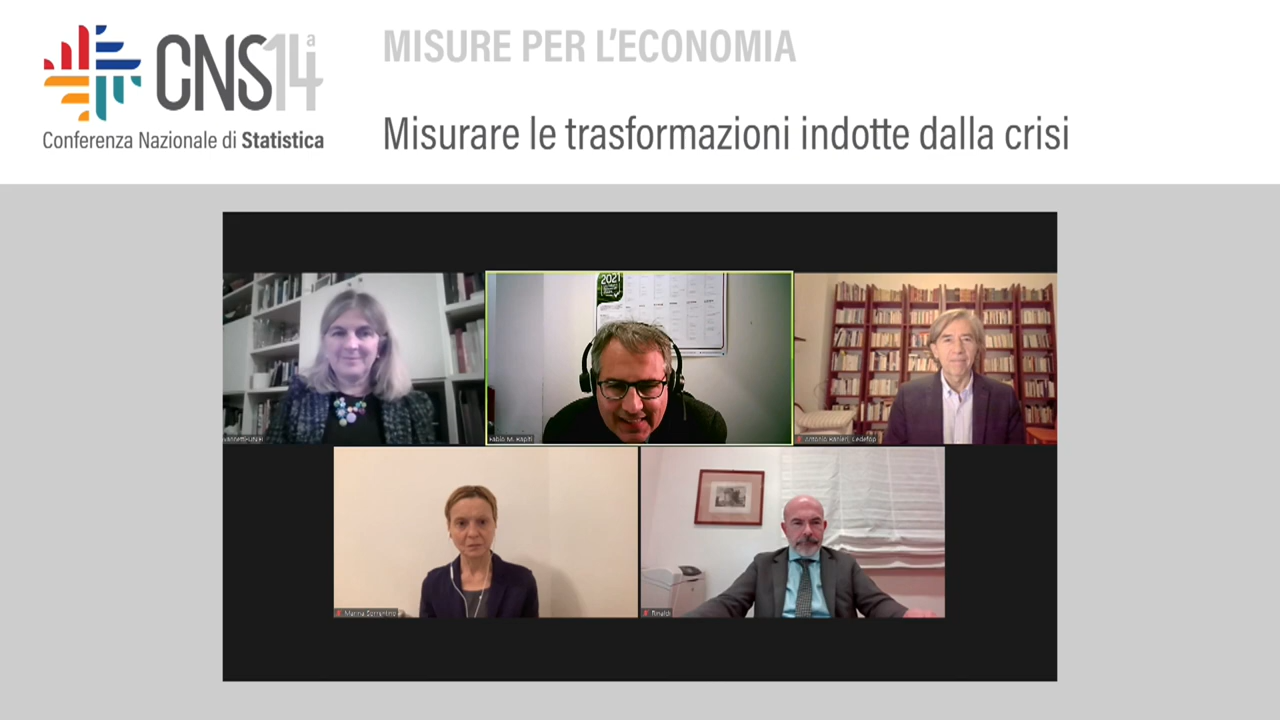 CNS14ª
Conferenza Nazionale di Statistica
MISURE PER L'ECONOMIA
Misurare le trasformazioni indotte dalla crisi
2021
Fabio M. Rapiti
Antonio Ranieri, Cedefop
Marina Sorrentino
Rinaldi